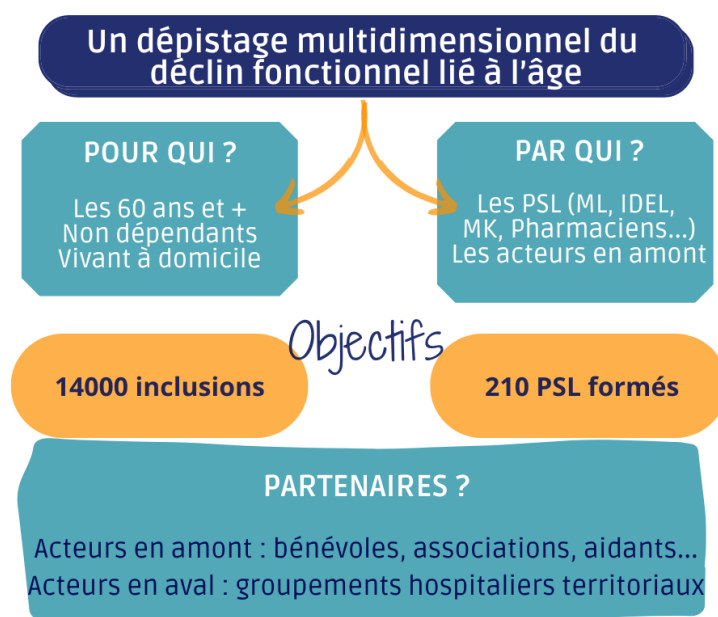 Un dépistage multidimensionnel du
déclin fonctionnel lié à l'âge
POUR QUI ?
Les 60 ans et +
Non dépendants
Vivant à domicile
PAR QUI ?
Les PSL (ML, IDEL,
MK, Pharmaciens...)
Les acteurs en amont
Objectifs
14000 inclusions
210 PSL formés
PARTENAIRES ?
Acteurs en amont : bénévoles, associations, aidants...
Acteurs en aval : groupements hospitaliers territoriaux